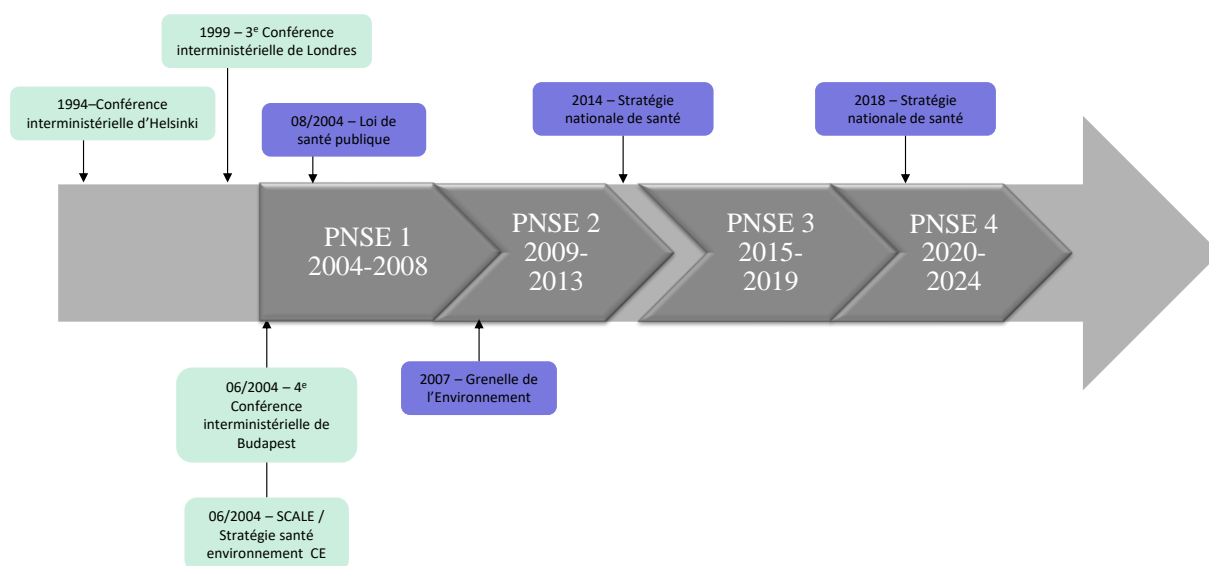 1999 – 3e Conférence
interministérielle de Londres
1994–Conférence
interministérielle d’Helsinki
08/2004 – Loi de
santé publique
2014 – Stratégie
nationale de santé
2018 – Stratégie
nationale de santé
PNSE 1
2004-2008
PNSE 2
2009-
2013
PNSE 3
2015-
2019
PNSE 4
2020-
2024
06/2004 – 4e
Conférence
interministérielle de
Budapest
2007 – Grenelle de
l’Environnement
06/2004 – SCALE /
Stratégie santé
environnement CE